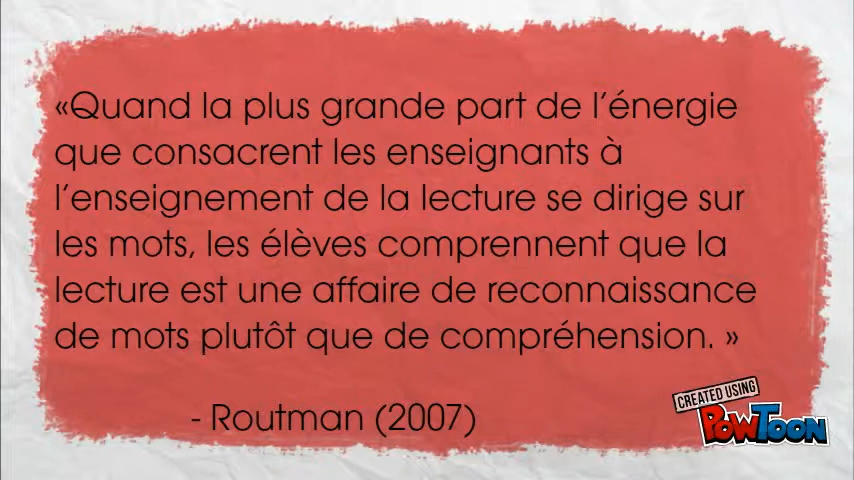 «Quand la plus grande part de l'énergie
que consacrent les enseignants à
l'enseignement de la lecture se dirige sur
les mots, les élèves comprennent que la
lecture est une affaire de reconnaissance
de mots plutôt que de compréhension. »
- Routman (2007)
CREATED USING
POWTOON